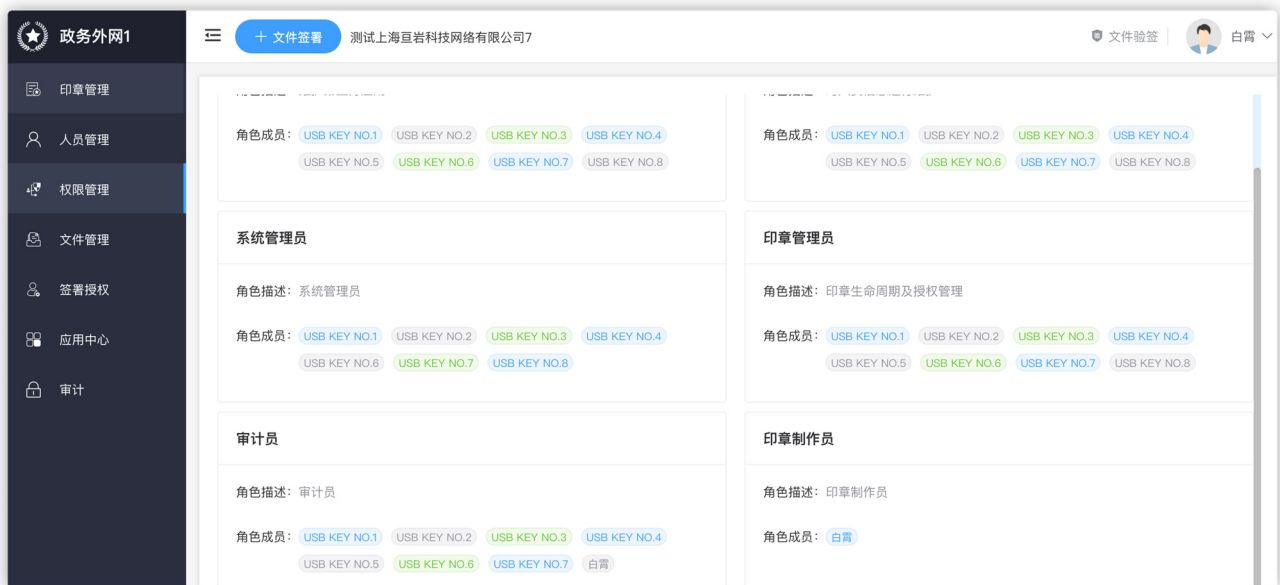 政务外网1
文件签署
测试上海亘岩科技网络有限公司7
文件验签
白霄
印章管理
人员管理
权限管理
文件管理
签署授权
应用中心
审计
角色成员: USB KEY NO.1 USB KEY NO.2 USB KEY NO.3 USB KEY NO.4
USB KEY NO.5 USB KEY NO.6 USB KEY NO.7 USB KEY NO.8
角色成员: USB KEY NO.1 USB KEY NO.2 USB KEY NO.3 USB KEY NO.4
USB KEY NO.5 USB KEY NO.6 USB KEY NO.7 USB KEY NO.8
系统管理员
角色描述: 系统管理员
角色成员: USB KEY NO.1 USB KEY NO.2 USB KEY NO.3 USB KEY NO.4
USB KEY NO.6 USB KEY NO.7 USB KEY NO.8
印章管理员
角色描述: 印章生命周期及授权管理
角色成员: USB KEY NO.1 USB KEY NO.2 USB KEY NO.3 USB KEY NO.4
USB KEY NO.5 USB KEY NO.6 USB KEY NO.7 USB KEY NO.8
审计员
角色描述: 审计员
角色成员: USB KEY NO.1 USB KEY NO.2 USB KEY NO.3 USB KEY NO.4
USB KEY NO.5 USB KEY NO.6 USB KEY NO.7 白霄
印章制作员
角色描述: 印章制作员
角色成员: 白霄